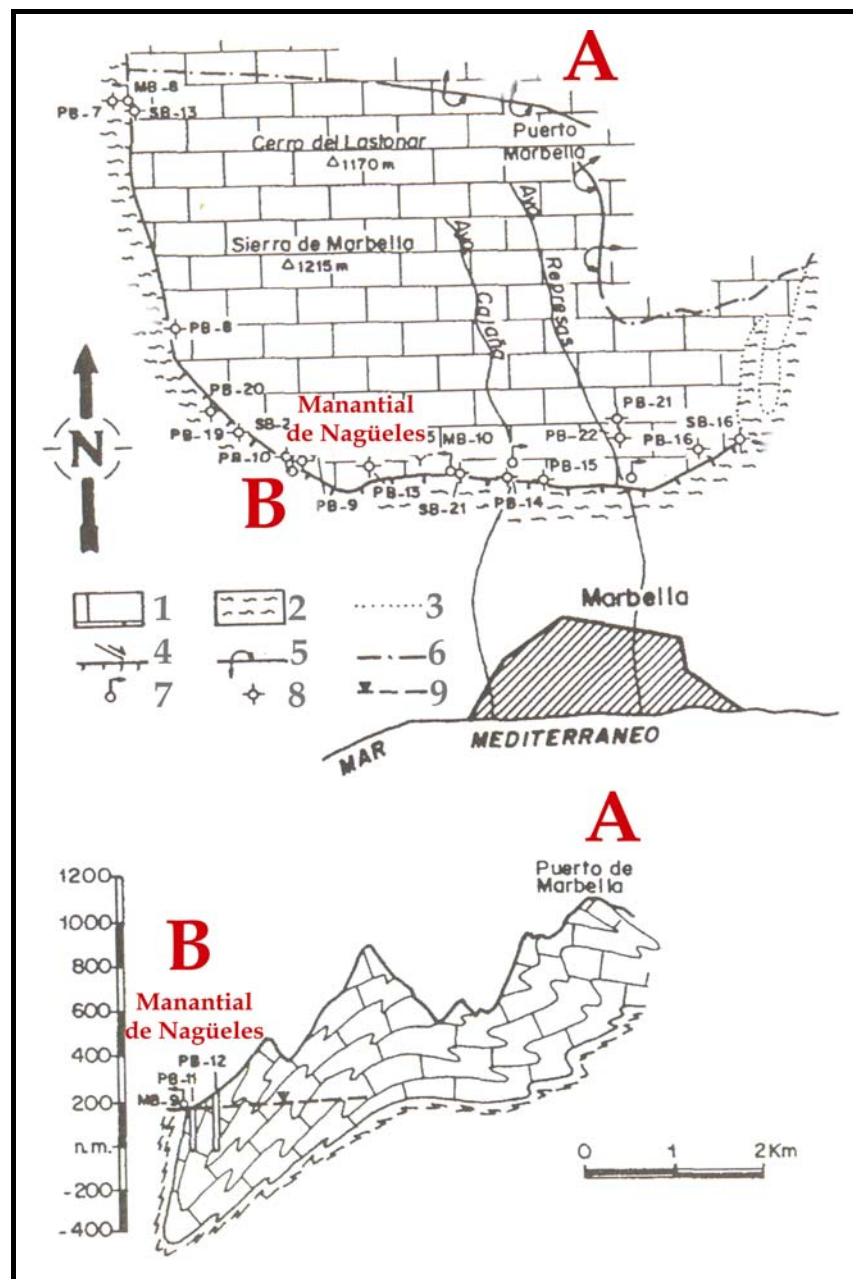 A
MB-6
PB-7
SB-13
Cerro del Lastonar
△1170 m
Puerto
Marbella
Sierra de Marbella
△1215 m
Ayo
Calaña
Ayo
Represas
PB-8
PB-20
PB-19
SB-2
Manantial
de Nagüeles
5
MB-10
PB-21
PB-22
SB-16
PB-16
PB-10
B
PB-9
PB-13
SB-21
PB-14
PB-15
N
1
2
3
4
5
6
7
8
9
Marbella
MAR
MEDITERRANEO
A
Puerto de
Marbella
1200
1000
800
600
400
200
n.m.
-200
-400
B
Manantial
de Nagüeles
PB-12
PB-11
MB-9
0 1 2 Km